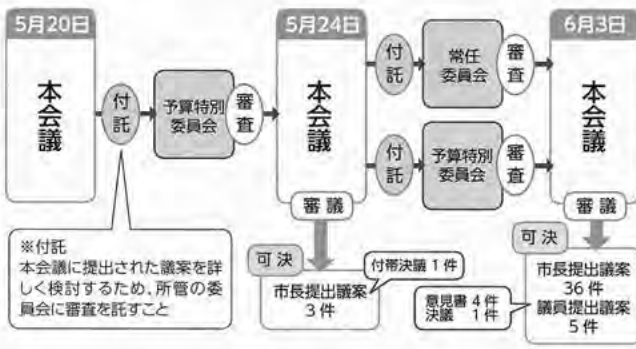 5月20日
本会議
付託
予算特別
委員会
審査
5月24日
本会議
審議
付託
常任
委員会
審査
付託
予算特別
委員会
審査
6月3日
本会議
審議
※付託
本会議に提出された議案を詳
しく検討するため、所管の委
員会に審査を託すこと
可決
付帯決議 1 件
市長提出議案
3 件
可決
市長提出議案
36 件
議員提出議案
5 件
意見書 4 件
決議 1 件